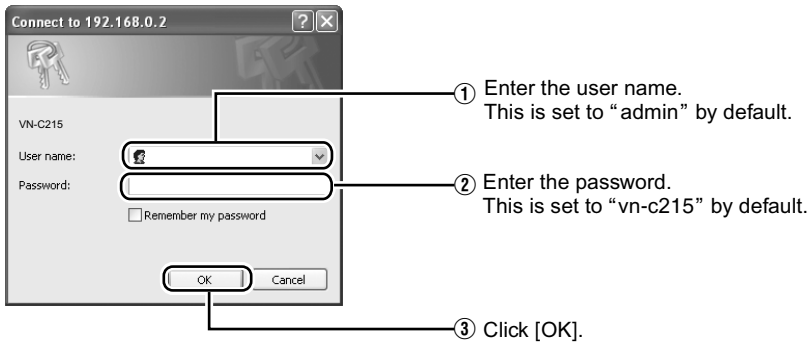 Connect to 192.168.0.2
VN-C215
User name:
Password:
Remember my password
OK
Cancel
① Enter the user name.
This is set to “admin” by default.
② Enter the password.
This is set to “vn-c215” by default.
③ Click [OK].